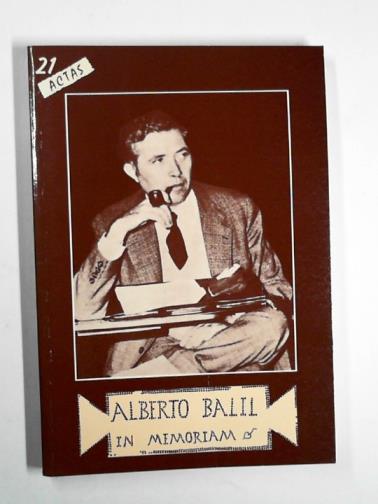 21
ACTAS
ALBERTO BALIL
IN MEMORIAM